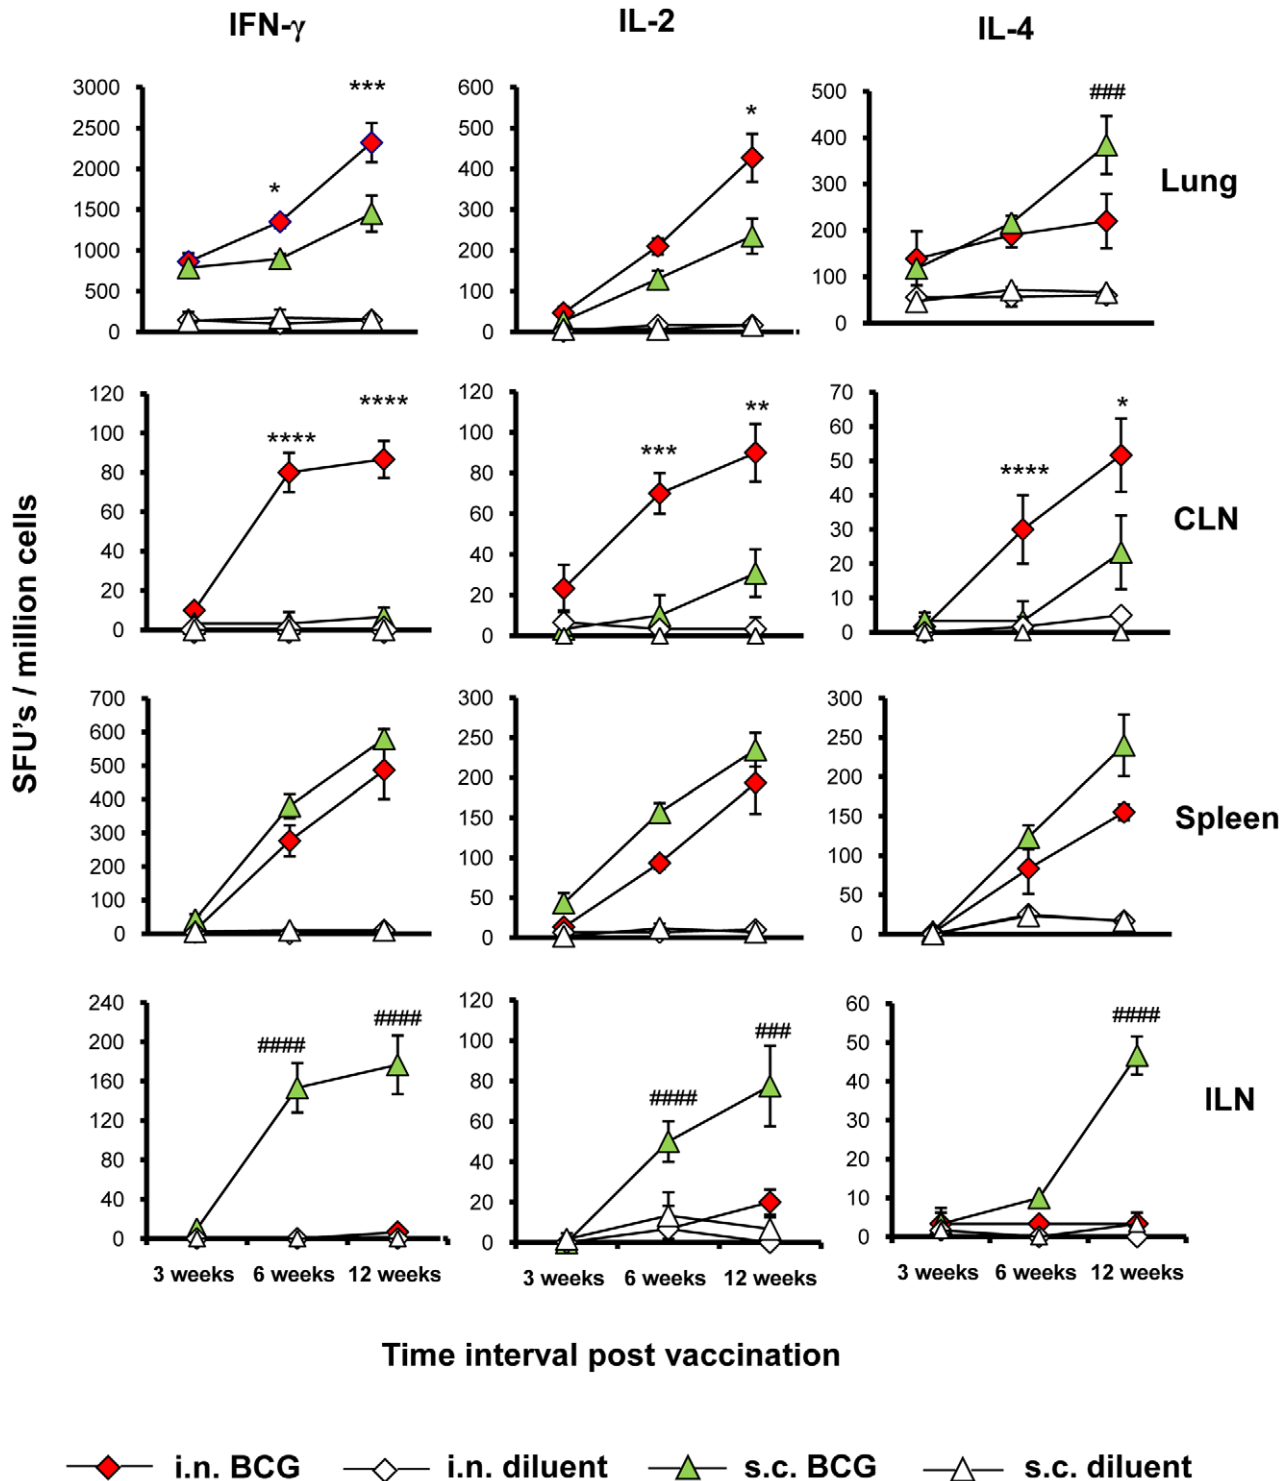 IFN-γ IL-2 IL-4
3000 600 500
2500 500 400
2000 400 300
1500 300 200
1000 200 100
500 100 0
0 0
* *** * ###
Lung
120 120 70
100 100 60
80 80 50
60 60 40
40 40 30
20 20 20
0 0 10
0
**** **** *** ** **** *
CLN
700 300 300
600 250 250
500 200 200
400 150 150
300 100 100
200 50 50
100 0 0
0
Spleen
240 120 60
200 100 50
160 80 40
120 60 30
80 40 20
40 20 10
0 0 0
#### #### #### ### ####
ILN
SFU's / million cells
3 weeks 6 weeks 12 weeks 3 weeks 6 weeks 12 weeks 3 weeks 6 weeks 12 weeks
Time interval post vaccination
i.n. BCG i.n. diluent s.c. BCG s.c. diluent